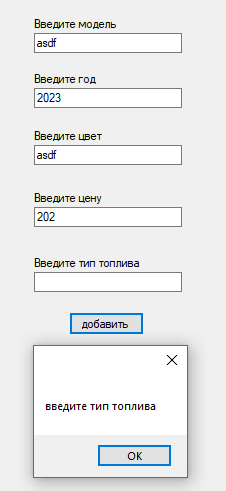 Введите модель
asdf
Введите год
2023
Введите цвет
asdf
Введите цену
202
Введите тип топлива
добавить
введите тип топлива
OK